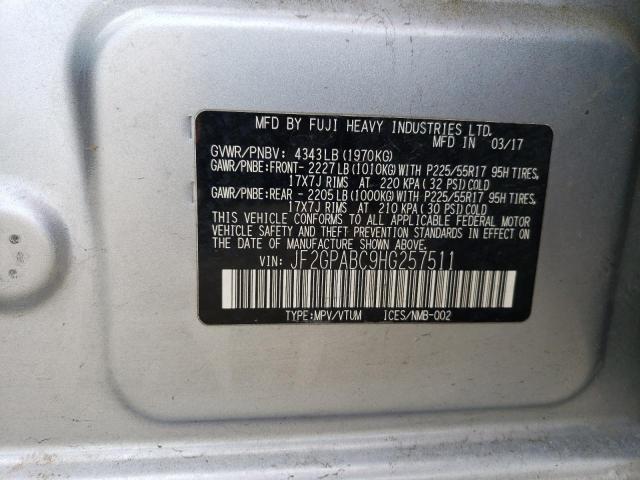 MFD BY FUJI HEAVY INDUSTRIES LTD.
MFD IN 03/17
GVWR/PNBV: 4343LB(1970KG)
GAWR/PNBE:FRONT- 2227LB(1010KG)WITH P225/55R17 95H TIRES,
17X7J RIMS AT 220 KPA( 32 PSI)COLD
GAWR/PNBE:REAR - 2205LB(1000KG)WITH P225/55R17 95H TIRES,
17X7J RIMS AT 210 KPA( 30 PSI)COLD
THIS VEHICLE CONFORMS TO ALL APPLICABLE FEDERAL MOTOR
VEHICLE SAFETY AND THEFT PREVENTION STANDARDS IN EFFECT
ON THE DATE OF MANUFACTURE SHOWN ABOVE.
VIN: JF2GPABC9HG257511
TYPE:MPV/VTUM ICES/NMB-002